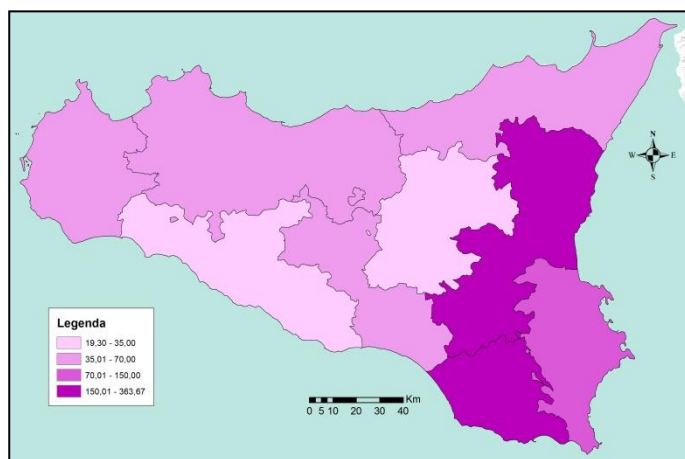 N
W E
S
Legenda
19,30 - 35,00
35,01 - 70,00
70,01 - 150,00
150,01 - 363,67
Km
0 5 10 20 30 40